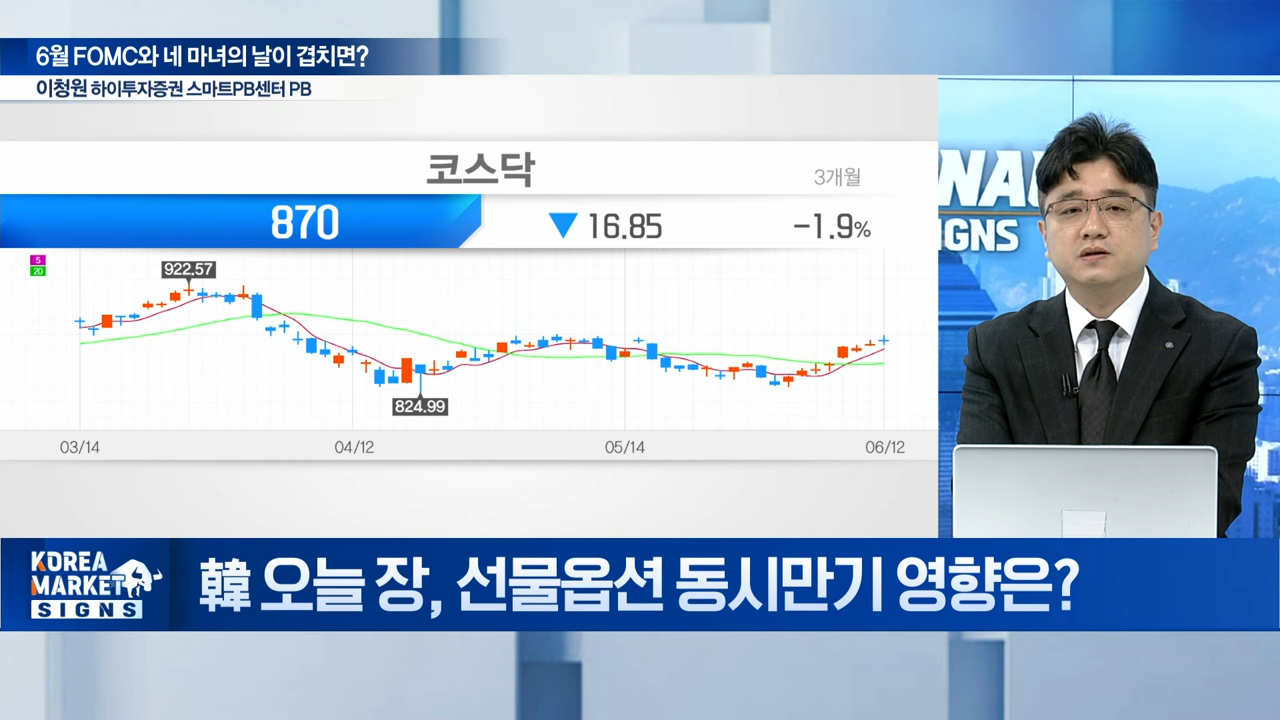 6월 FOMC와 네 마녀의 날이 겹치면?
이청원 하이투자증권 스마트PB센터 PB
코스닥
3개월
870
▼ 16.85
-1.9%
5
20
922.57
824.99
03/14
04/12
05/14
06/12
SIGNS
KOREA
MARKET
SIGNS
韓 오늘 장, 선물옵션 동시만기 영향은?